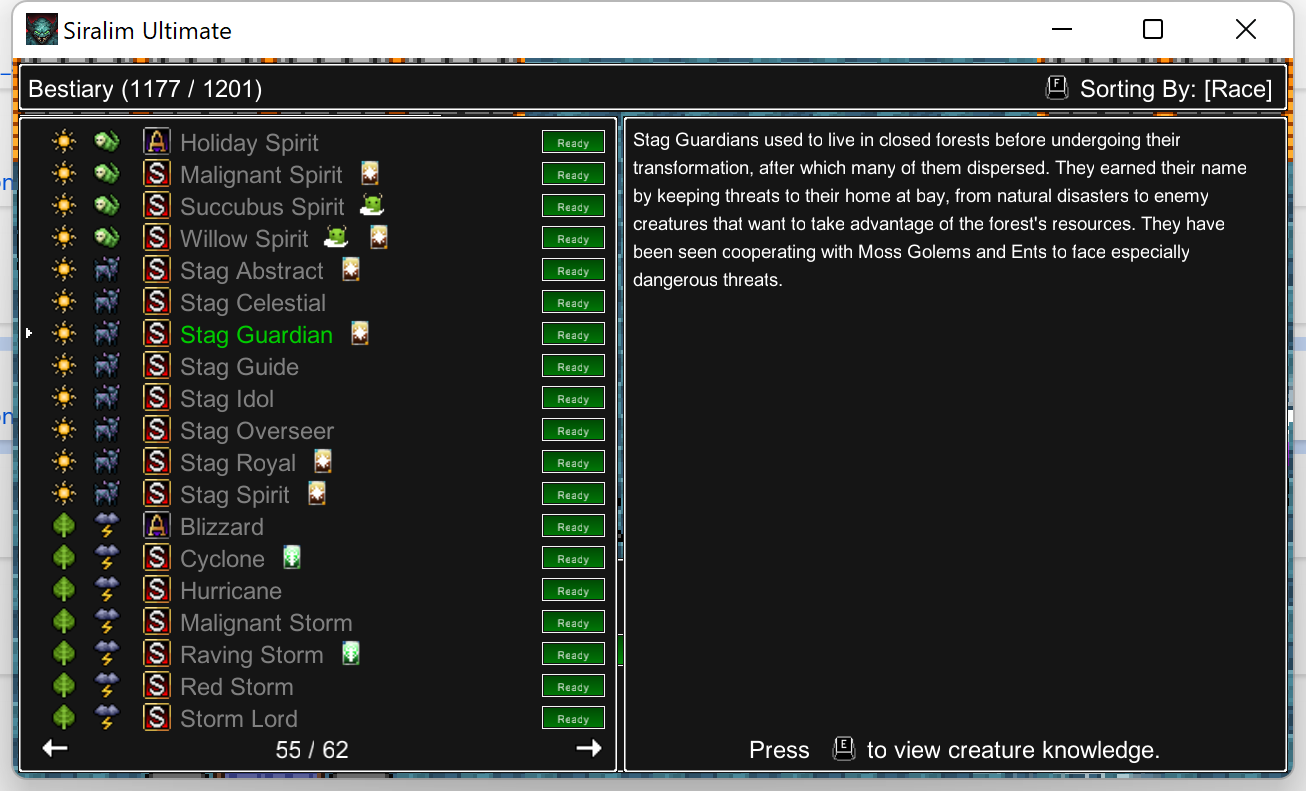 Siralim Ultimate
Bestiary (1177 / 1201)
F Sorting By: [Race]
A Holiday Spirit Ready
S Malignant Spirit Ready
S Succubus Spirit Ready
S Willow Spirit Ready
S Stag Abstract Ready
S Stag Celestial Ready
S Stag Guardian Ready
S Stag Guide Ready
S Stag Idol Ready
S Stag Overseer Ready
S Stag Royal Ready
S Stag Spirit Ready
A Blizzard Ready
S Cyclone Ready
S Hurricane Ready
S Malignant Storm Ready
S Raving Storm Ready
S Red Storm Ready
S Storm Lord Ready
55 / 62
Stag Guardians used to live in closed forests before undergoing their
transformation, after which many of them dispersed. They earned their name
by keeping threats to their home at bay, from natural disasters to enemy
creatures that want to take advantage of the forest's resources. They have
been seen cooperating with Moss Golems and Ents to face especially
dangerous threats.
Press E to view creature knowledge.